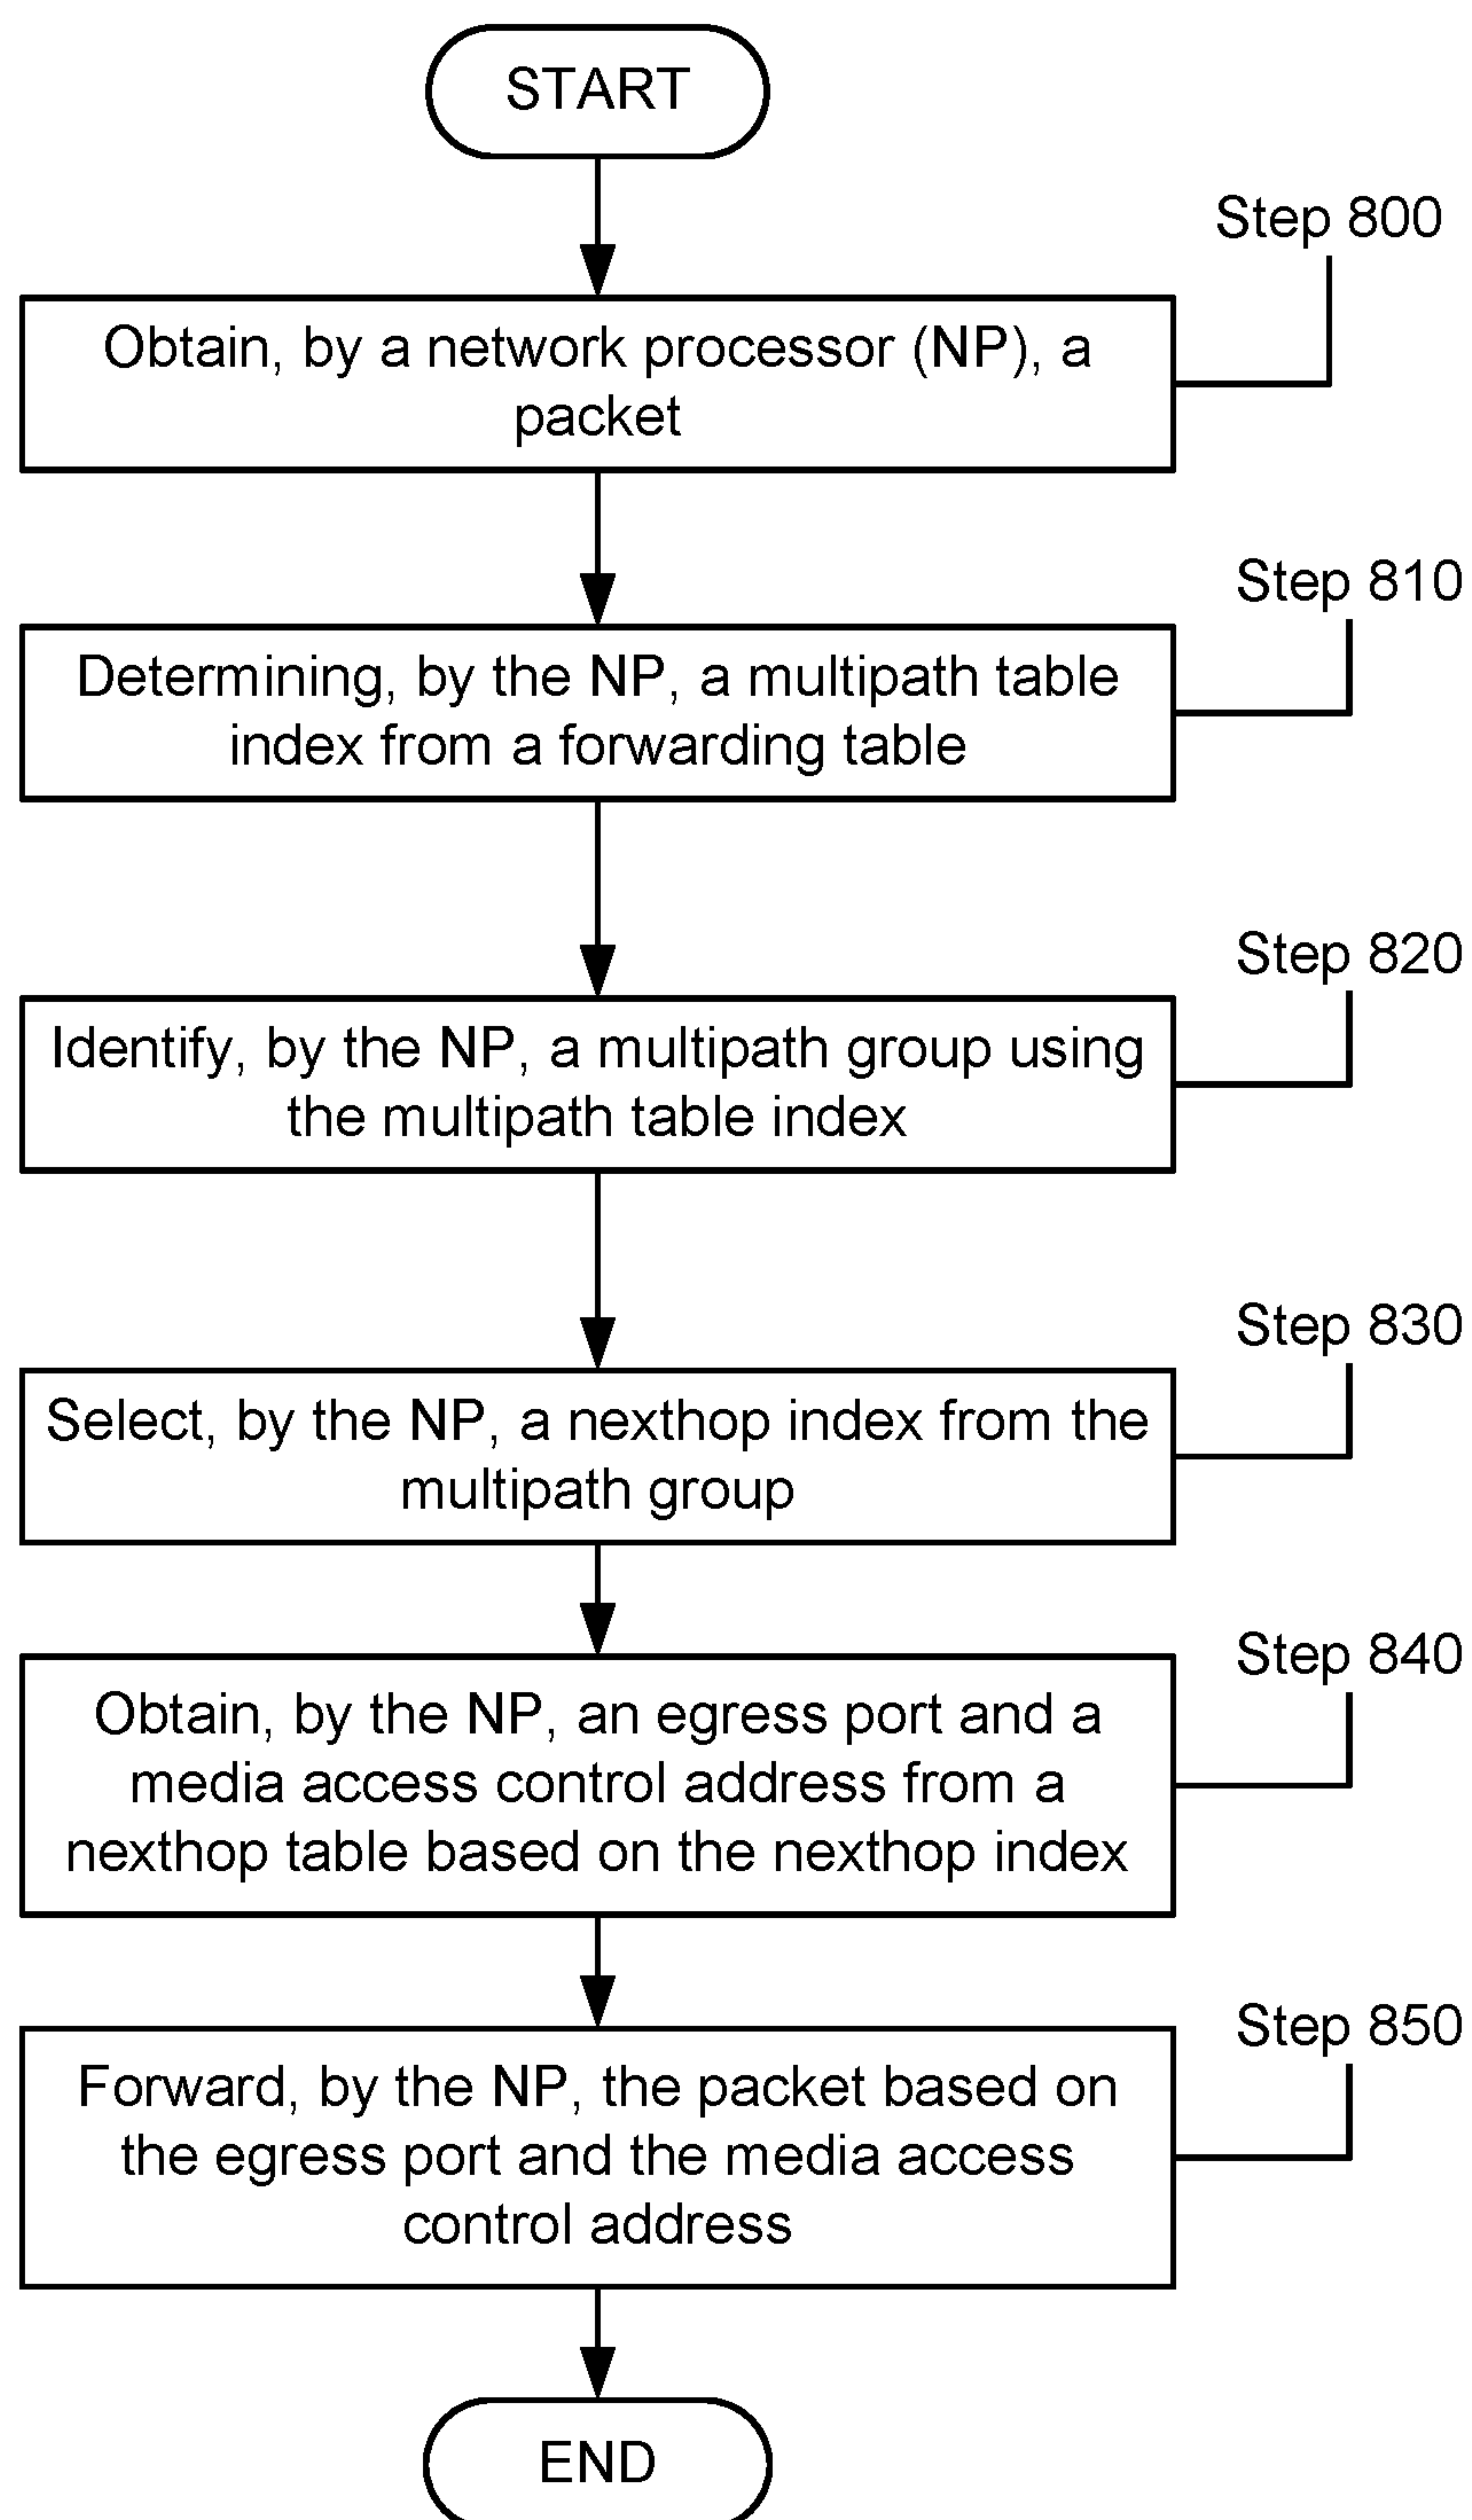 START
Step 800
Obtain, by a network processor (NP), a
packet
Step 810
Determining, by the NP, a multipath table
index from a forwarding table
Step 820
Identify, by the NP, a multipath group using
the multipath table index
Step 830
Select, by the NP, a nexthop index from the
multipath group
Step 840
Obtain, by the NP, an egress port and a
media access control address from a
nexthop table based on the nexthop index
Step 850
Forward, by the NP, the packet based on
the egress port and the media access
control address
END